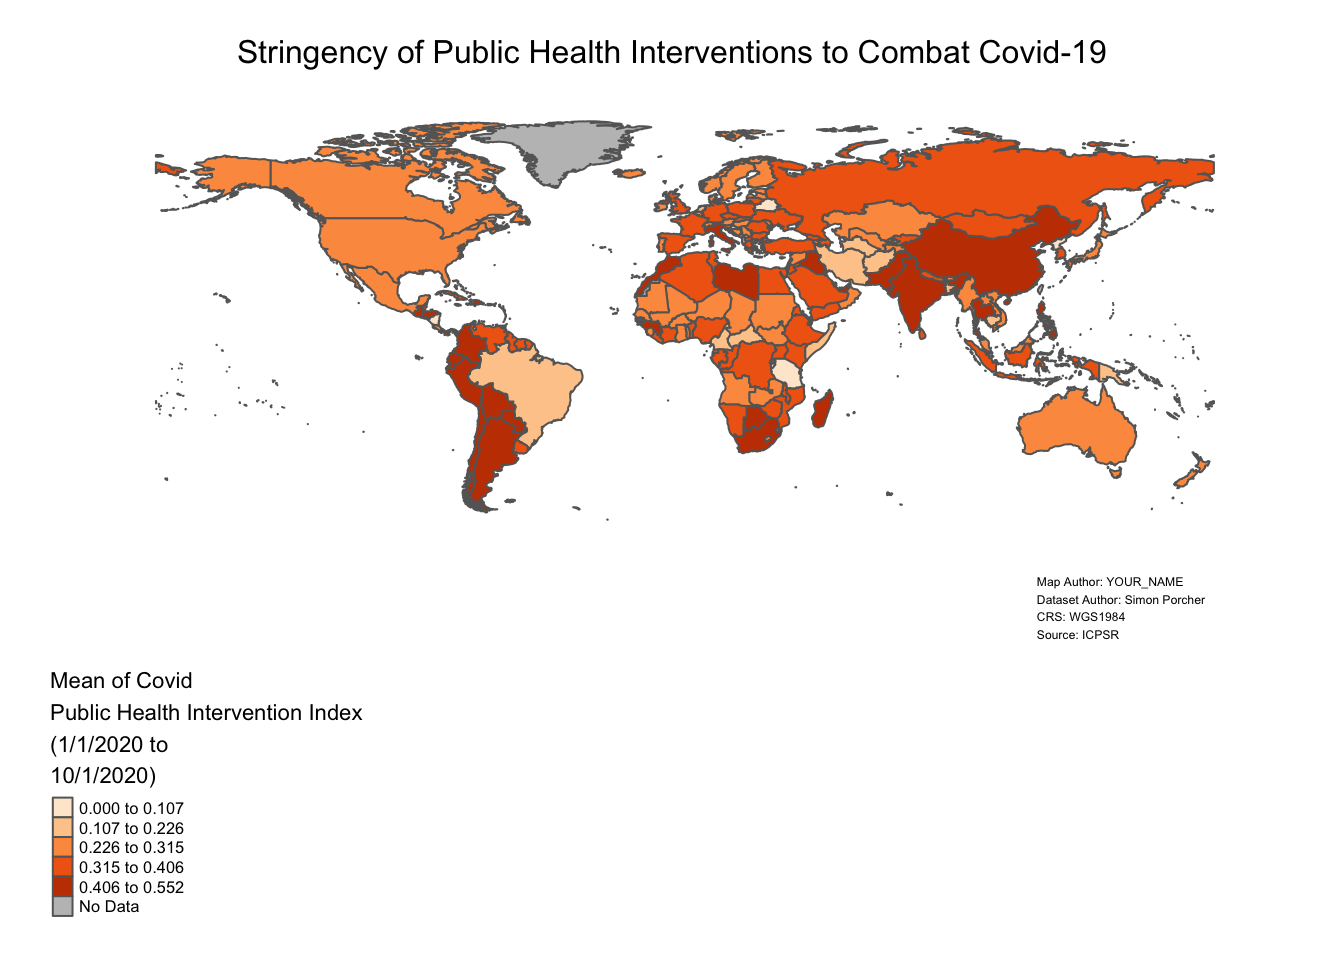 Stringency of Public Health Interventions to Combat Covid-19
Map Author: YOUR_NAME
Dataset Author: Simon Porcher
CRS: WGS1984
Source: ICPSR
Mean of Covid
Public Health Intervention Index
(1/1/2020 to
10/1/2020)
0.000 to 0.107
0.107 to 0.226
0.226 to 0.315
0.315 to 0.406
0.406 to 0.552
No Data